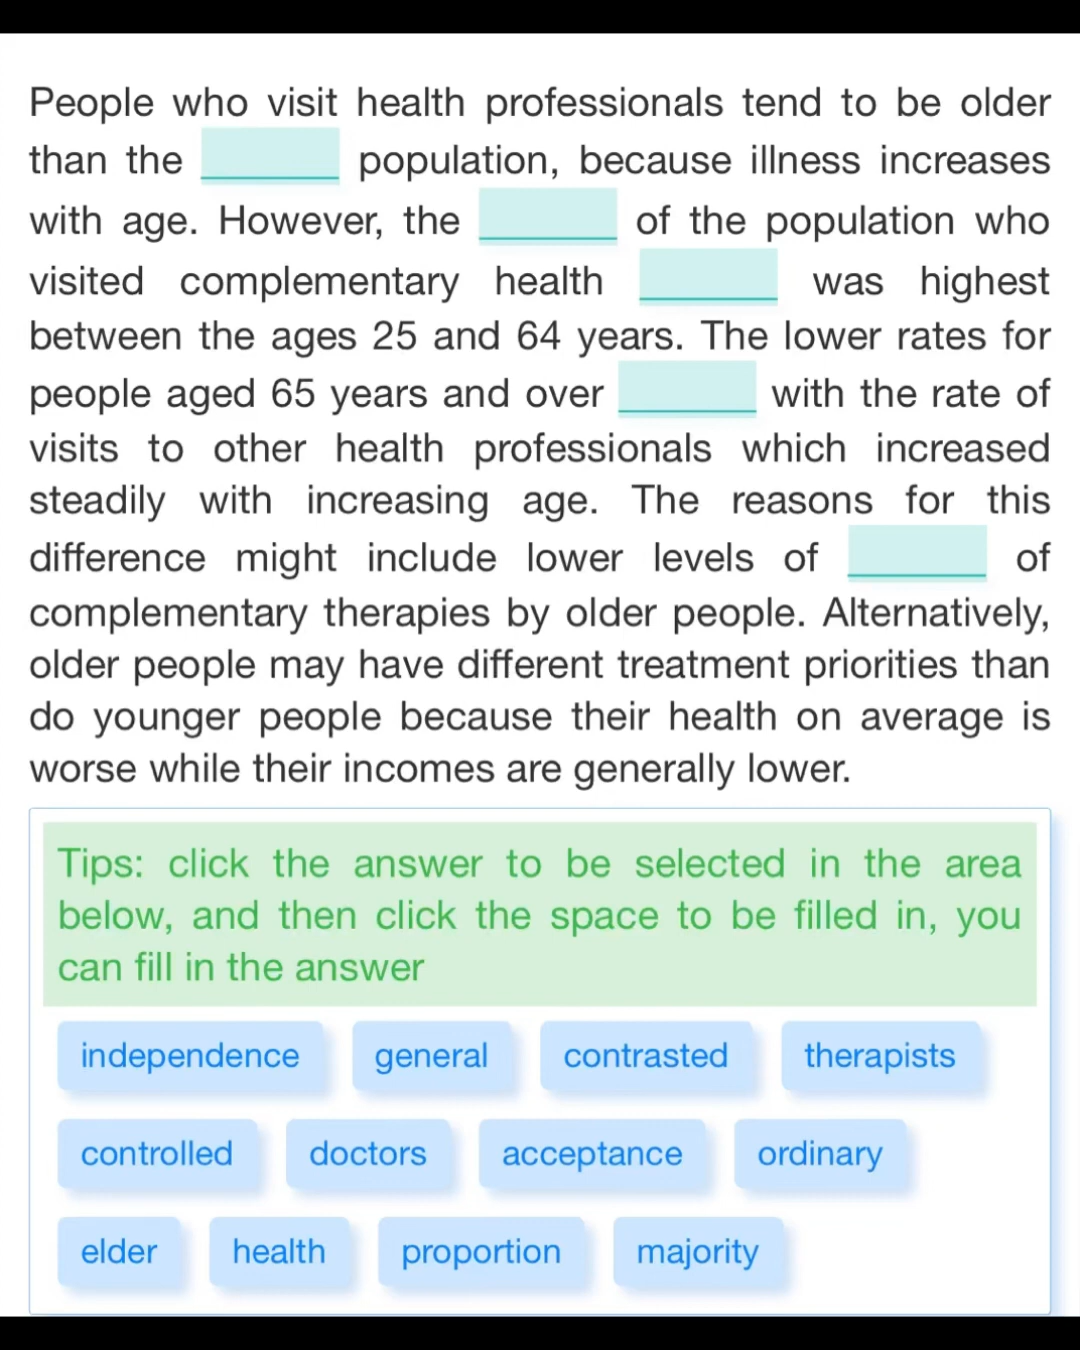 People who visit health professionals tend to be older
than the population, because illness increases
with age. However, the of the population who
visited complementary health was highest
between the ages 25 and 64 years. The lower rates for
people aged 65 years and over with the rate of
visits to other health professionals which increased
steadily with increasing age. The reasons for this
difference might include lower levels of of
complementary therapies by older people. Alternatively,
older people may have different treatment priorities than
do younger people because their health on average is
worse while their incomes are generally lower.
Tips: click the answer to be selected in the area
below, and then click the space to be filled in, you
can fill in the answer
independence general contrasted therapists
controlled doctors acceptance ordinary
elder health proportion majority